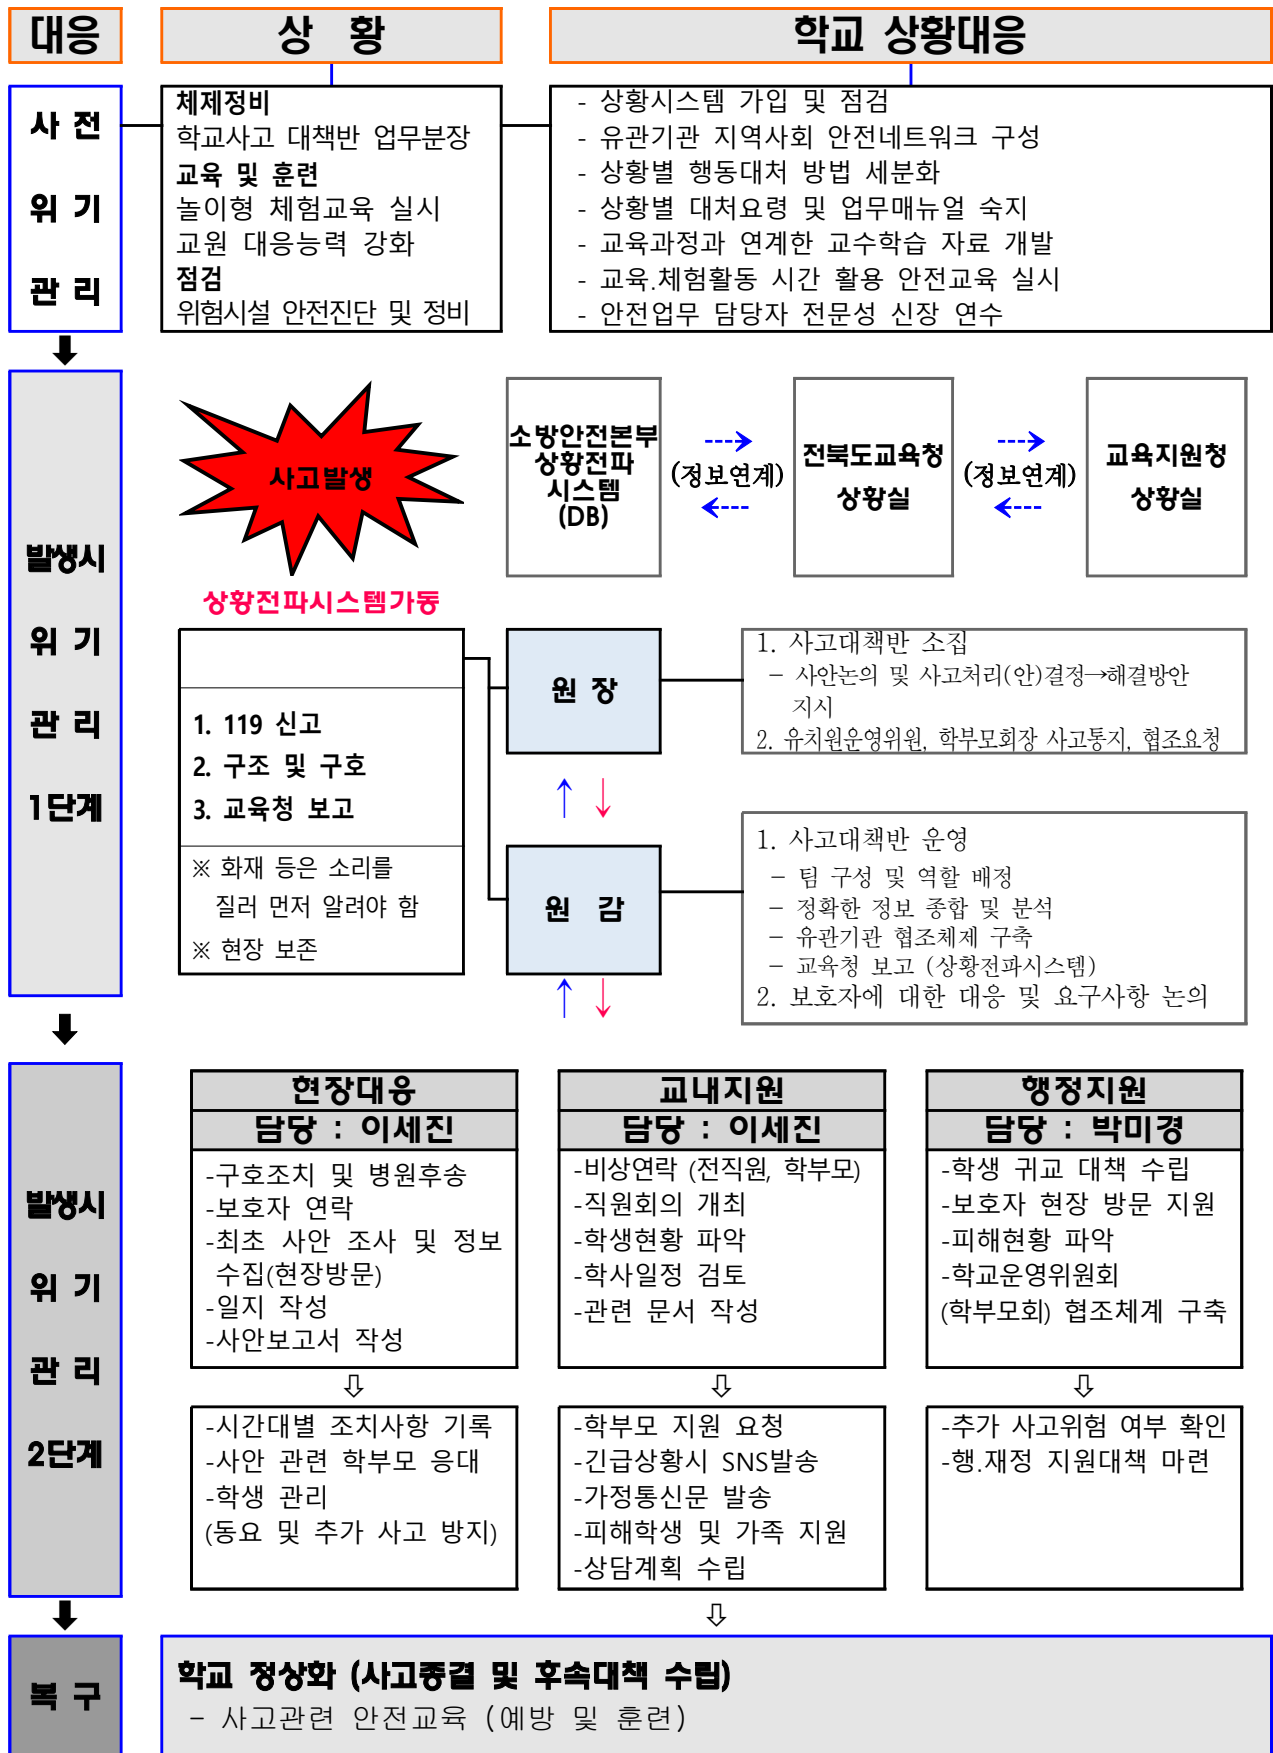 대응
상 황
학교 상황대응
사 전
위 기
관 리
체제정비
학교사고 대책반 업무분장
교육 및 훈련
놀이형 체험교육 실시
교원 대응능력 강화
점검
위험시설 안전진단 및 정비
- 상황시스템 가입 및 점검
- 유관기관 지역사회 안전네트워크 구성
- 상황별 행동대처 방법 세분화
- 상황별 대처요령 및 업무매뉴얼 숙지
- 교육과정과 연계한 교수학습 자료 개발
- 교육.체험활동 시간 활용 안전교육 실시
- 안전업무 담당자 전문성 신장 연수
발생시
위 기
관 리
1단계
사고발생
상황전파시스템가동
소방안전본부
상황전파
시스템
(DB)
(정보연계)
전북도교육청
상황실
(정보연계)
교육지원청
상황실
1. 119 신고
2. 구조 및 구호
3. 교육청 보고
※ 화재 등은 소리를
질러 먼저 알려야 함
※ 현장 보존
원 장
1. 사고대책반 소집
- 사안논의 및 사고처리(안)결정→해결방안
지시
2. 유치원운영위원, 학부모회장 사고통지, 협조요청
원 감
1. 사고대책반 운영
- 팀 구성 및 역할 배정
- 정확한 정보 종합 및 분석
- 유관기관 협조체제 구축
- 교육청 보고 (상황전파시스템)
2. 보호자에 대한 대응 및 요구사항 논의
발생시
위 기
관 리
2단계
현장대응
담당 : 이세진
-구호조치 및 병원후송
-보호자 연락
-최초 사안 조사 및 정보
수집(현장방문)
-일지 작성
-사안보고서 작성
-시간대별 조치사항 기록
-사안 관련 학부모 응대
-학생 관리
(동요 및 추가 사고 방지)
교내지원
담당 : 이세진
-비상연락 (전직원, 학부모)
-직원회의 개최
-학생현황 파악
-학사일정 검토
-관련 문서 작성
-학부모 지원 요청
-긴급상황시 SNS발송
-가정통신문 발송
-피해학생 및 가족 지원
-상담계획 수립
행정지원
담당 : 박미경
-학생 귀교 대책 수립
-보호자 현장 방문 지원
-피해현황 파악
-학교운영위원회
(학부모회) 협조체계 구축
-추가 사고위험 여부 확인
-행.재정 지원대책 마련
복 구
학교 정상화 (사고종결 및 후속대책 수립)
- 사고관련 안전교육 (예방 및 훈련)